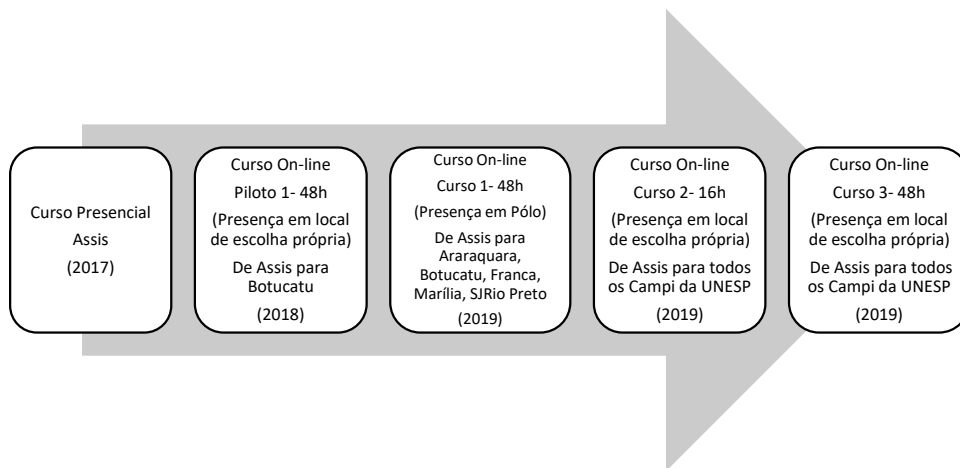 Curso Presencial
Assis
(2017)
Curso On-line
Piloto 1- 48h
(Presença em local
de escolha própria)
De Assis para
Botucatu
(2018)
Curso On-line
Curso 1- 48h
(Presença em Pólo)
De Assis para
Araraquara,
Botucatu, Franca,
Marília, SJRio Preto
(2019)
Curso On-line
Curso 2- 16h
(Presença em local
de escolha própria)
De Assis para todos
os Campi da UNESP
(2019)
Curso On-line
Curso 3- 48h
(Presença em local
de escolha própria)
De Assis para todos
os Campi da UNESP
(2019)